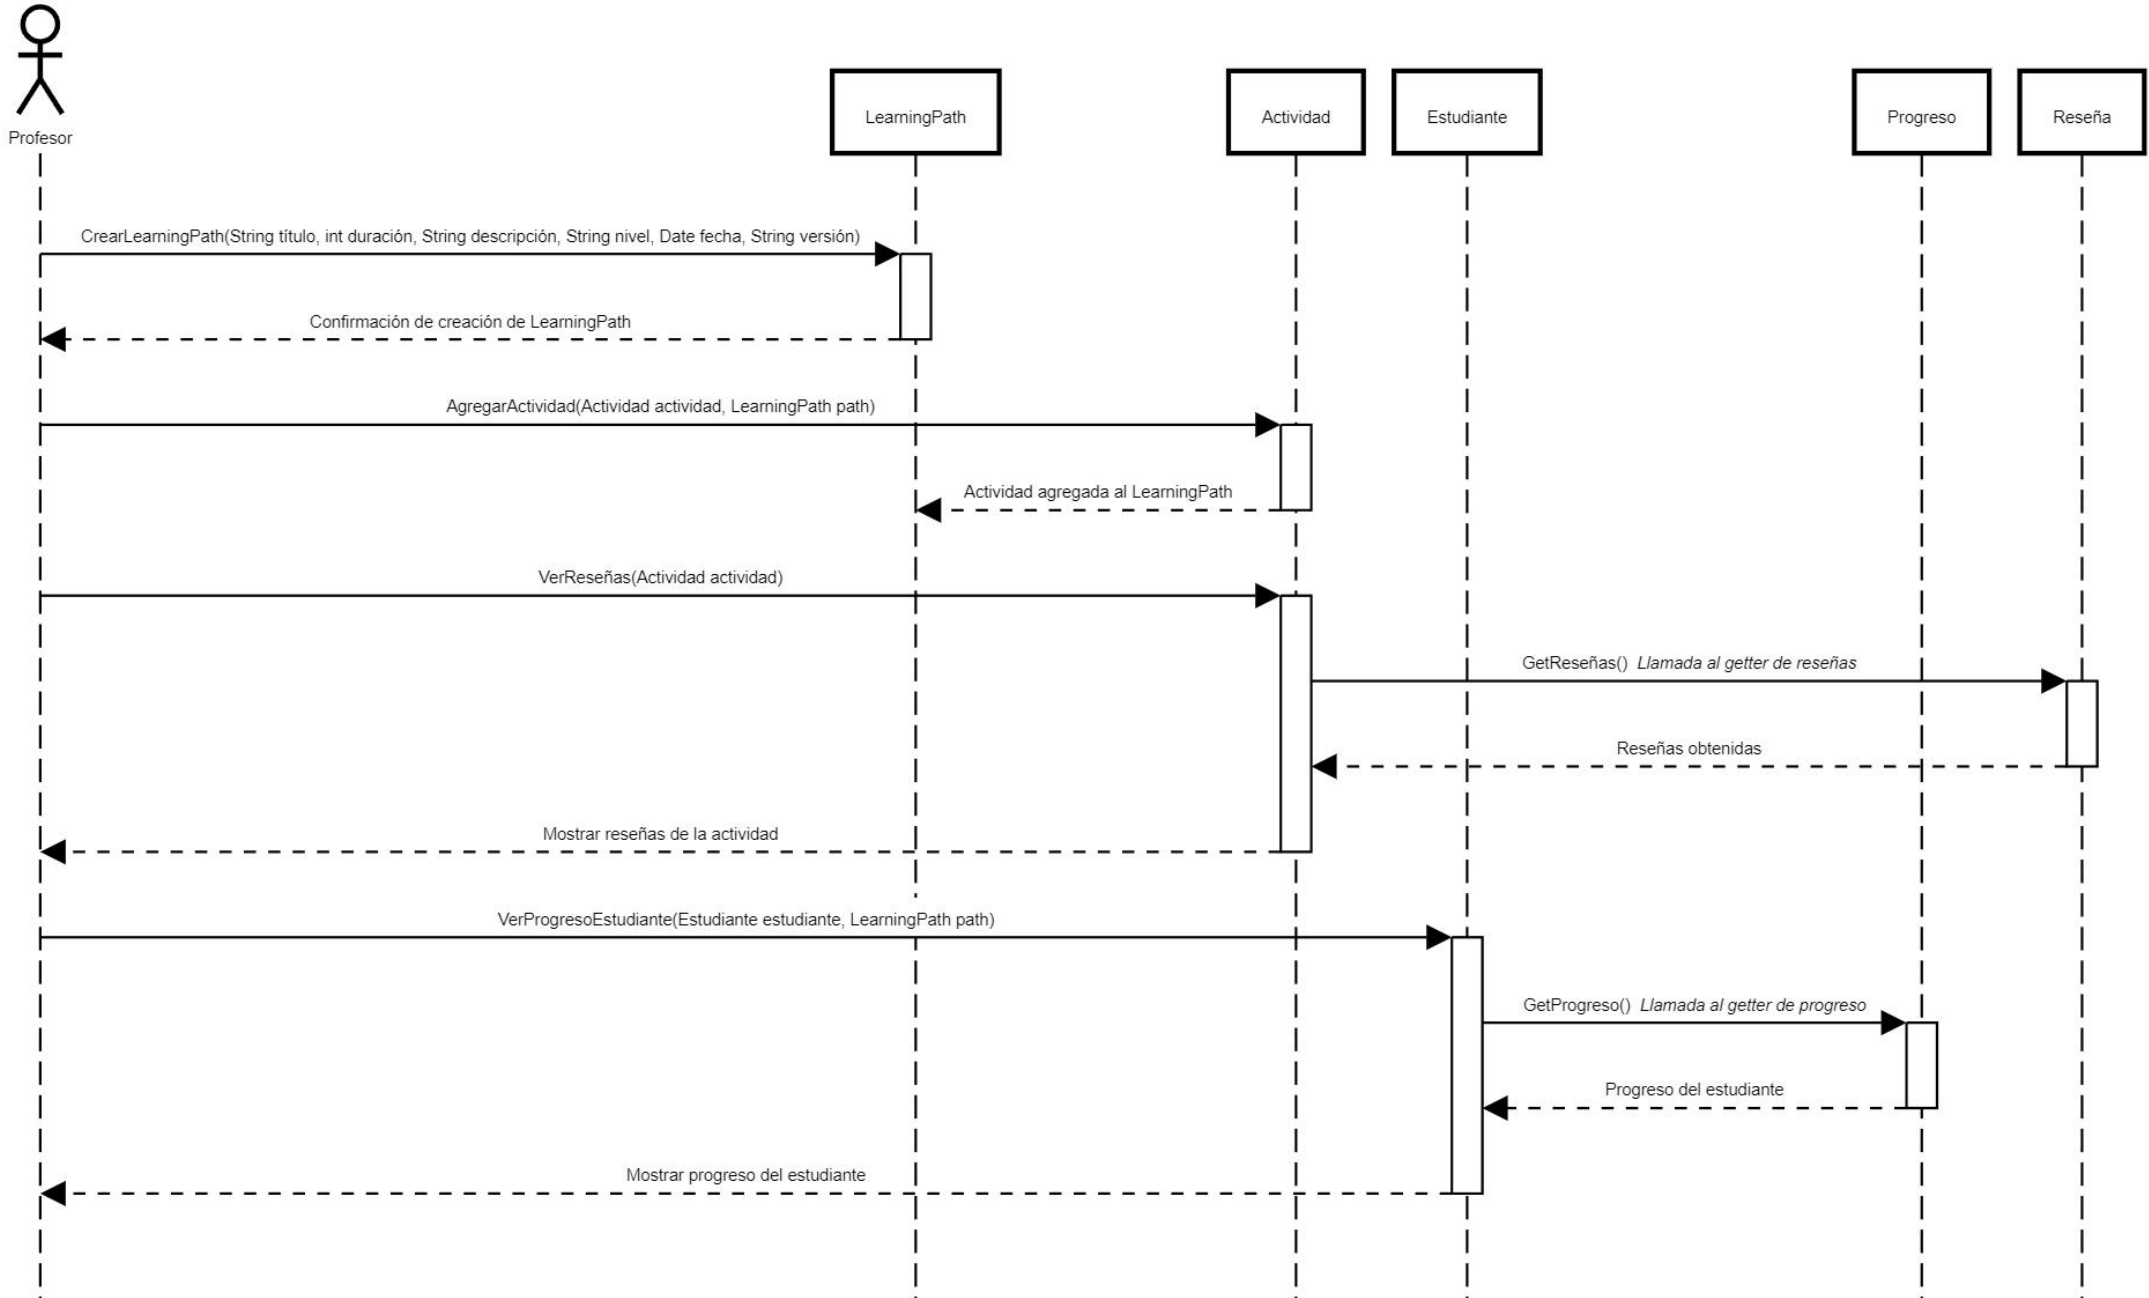 Profesor
LearningPath
Actividad
Estudiante
Progreso
Reseña
CrearLearningPath(String título, int duración, String descripción, String nivel, Date fecha, String versión)
Confirmación de creación de LearningPath
AgregarActividad(Actividad actividad, LearningPath path)
Actividad agregada al LearningPath
VerReseñas(Actividad actividad)
GetReseñas() Llamada al getter de reseñas
Reseñas obtenidas
Mostrar reseñas de la actividad
VerProgresoEstudiante(Estudiante estudiante, LearningPath path)
GetProgreso() Llamada al getter de progreso
Progreso del estudiante
Mostrar progreso del estudiante